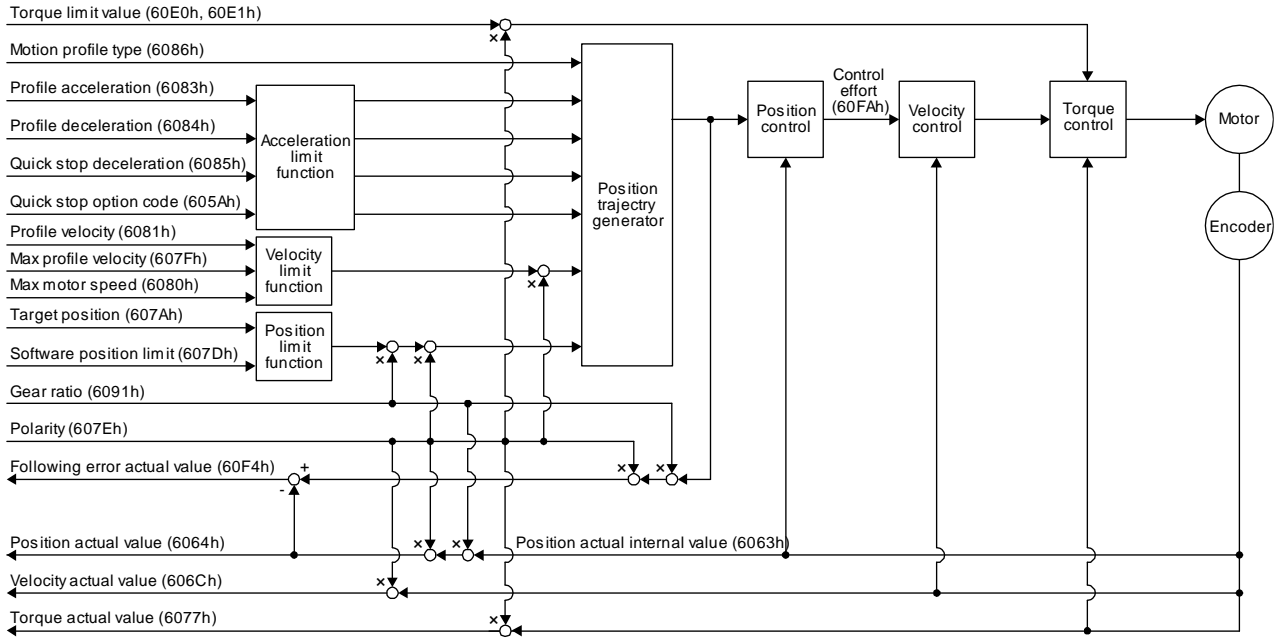 Torque limit value (60E0h, 60E1h)
×
Motion profile type (6086h)
Profile acceleration (6083h)
Profile deceleration (6084h)
Quick stop deceleration (6085h)
Quick stop option code (605Ah)
Acceleration
limit
function
Profile velocity (6081h)
Max profile velocity (607Fh)
Max motor speed (6080h)
Velocity
limit
function
×
Target position (607Ah)
Software position limit (607Dh)
Position
limit
function
×
×
Position
trajectry
generator
Position
control
Control
effort
(60FAh)
Velocity
control
Torque
control
Motor
Encoder
Gear ratio (6091h)
Polarity (607Eh)
Following error actual value (60F4h)
+
-
×
×
Position actual value (6064h)
×
×
Position actual internal value (6063h)
Velocity actual value (606Ch)
×
Torque actual value (6077h)
×